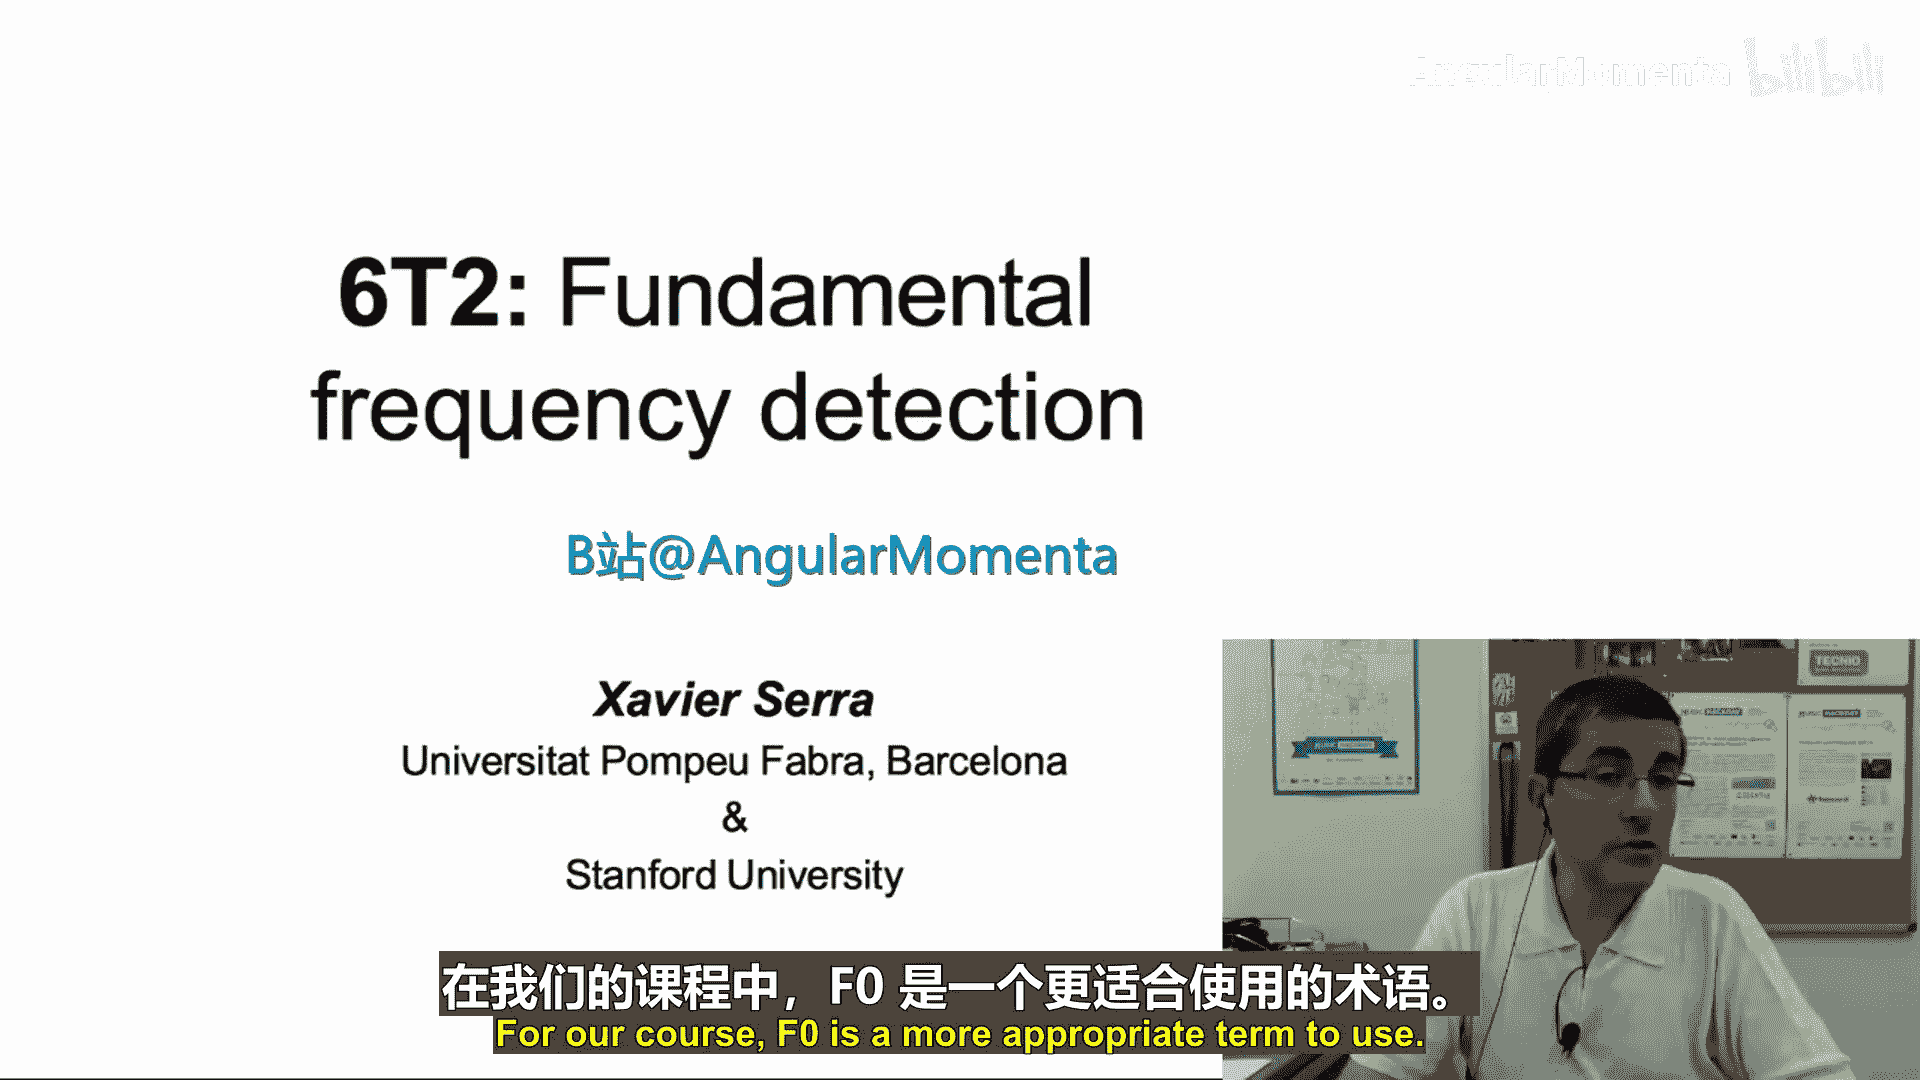 AngularMomenta bilibili
6T2: Fundamental
frequency detection
B站@AngularMomenta
Xavier Serra
Universitat Pompeu Fabra, Barcelona
&
Stanford University
TECNIO
在我们的课程中，F0 是一个更适合使用的术语。
For our course, F0 is a more appropriate term to use.